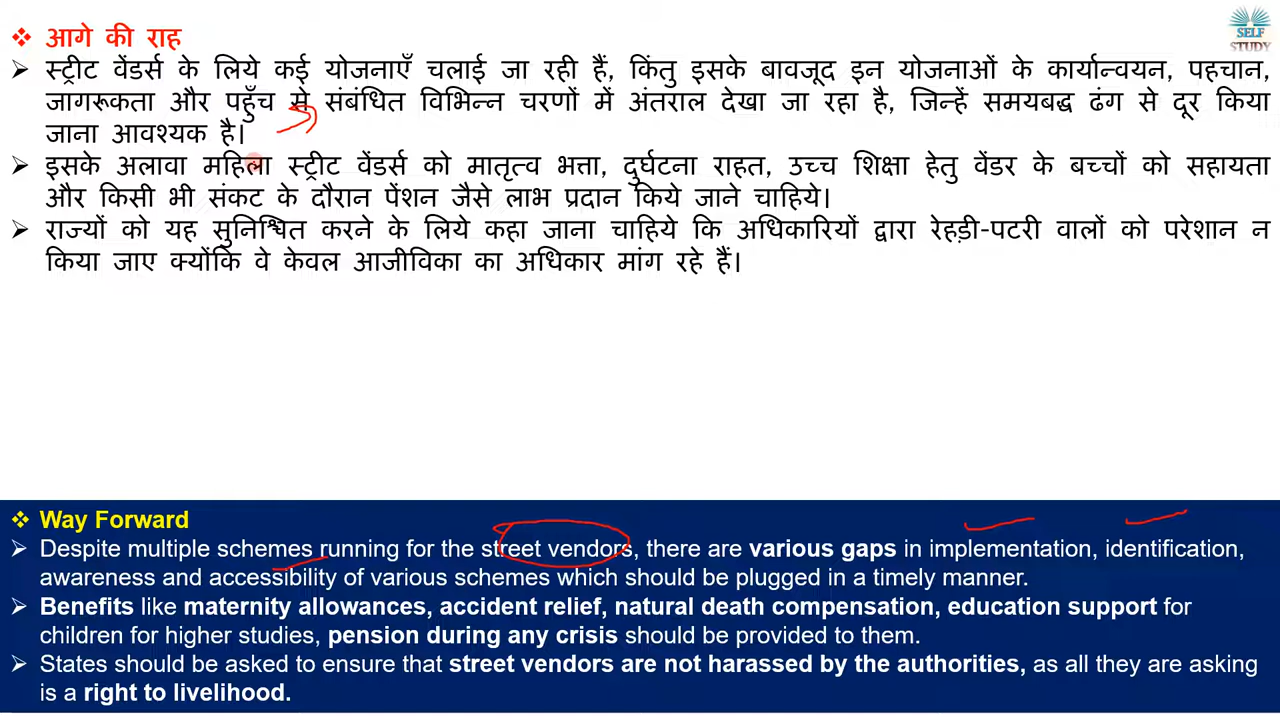 ❖ आगे की राह
SELF
STUDY
➤ स्ट्रीट वेंडर्स के लिये कई योजनाएँ चलाई जा रही हैं, किंतु इसके बावजूद इन योजनाओं के कार्यान्वयन, पहचान,
जागरूकता और पहुँच से संबंधित विभिन्न चरणों में अंतराल देखा जा रहा है, जिन्हें समयबद्ध ढंग से दूर किया
जाना आवश्यक है।
➤ इसके अलावा महिला स्ट्रीट वेंडर्स को मातृत्व भत्ता, दुर्घटना राहत, उच्च शिक्षा हेतु वेंडर के बच्चों को सहायता
और किसी भी संकट के दौरान पेंशन जैसे लाभ प्रदान किये जाने चाहिये।
➤ राज्यों को यह सुनिश्चित करने के लिये कहा जाना चाहिये कि अधिकारियों द्वारा रेहड़ी-पटरी वालों को परेशान न
किया जाए क्योंकि वे केवल आजीविका का अधिकार मांग रहे हैं।
❖ Way Forward
➤ Despite multiple schemes running for the street vendors, there are various gaps in implementation, identification,
awareness and accessibility of various schemes which should be plugged in a timely manner.
➤ Benefits like maternity allowances, accident relief, natural death compensation, education support for
children for higher studies, pension during any crisis should be provided to them.
➤ States should be asked to ensure that street vendors are not harassed by the authorities, as all they are asking
is a right to livelihood.